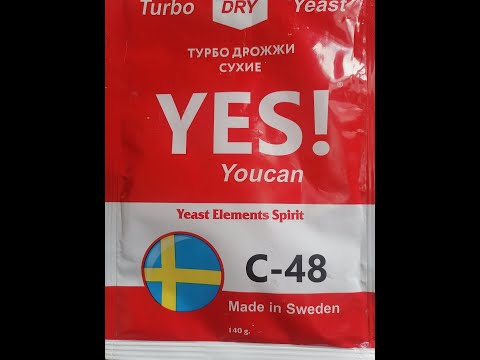 Turbo DRY Yeast
ТУРБО ДРОЖЖИ
СУХИЕ
YES!
Youcan
Yeast Elements Spirit
C-48
Made in Sweden
140 g.